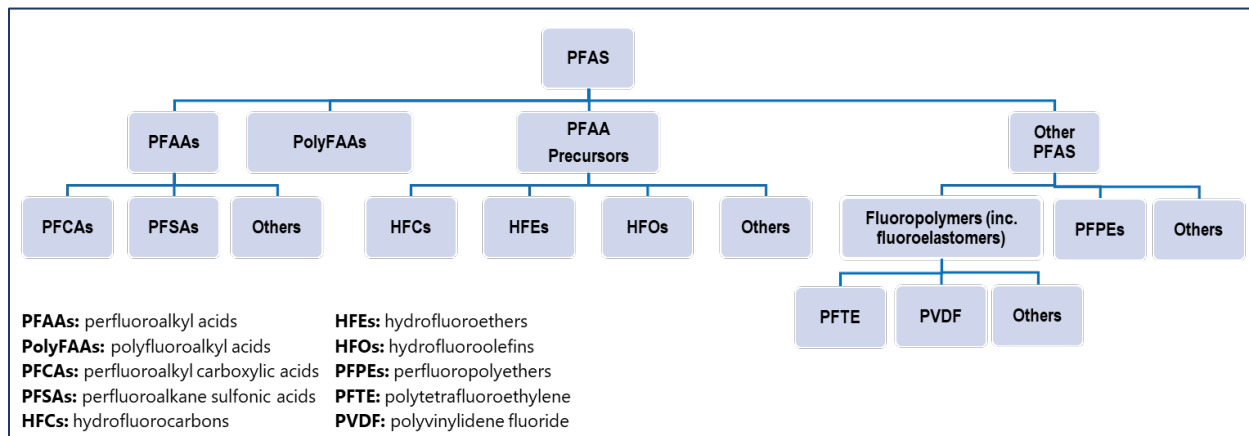 PFAS
PFAAs
PolyFAAs
PFAA
Precursors
Other
PFAS
PFCAs
PFSAs
Others
HFCs
HFEs
HFOs
Others
Fluoropolymers (inc.
fluoroelastomers)
PFPEs
Others
PFTE
PVDF
Others
PFAAs: perfluoroalkyl acids
PolyFAAs: polyfluoroalkyl acids
PFCAs: perfluoroalkyl carboxylic acids
PFSAs: perfluoroalkane sulfonic acids
HFCs: hydrofluorocarbons
HFEs: hydrofluoroethers
HFOs: hydrofluoroolefins
PFPEs: perfluoropolyethers
PFTE: polytetrafluoroethylene
PVDF: polyvinylidene fluoride